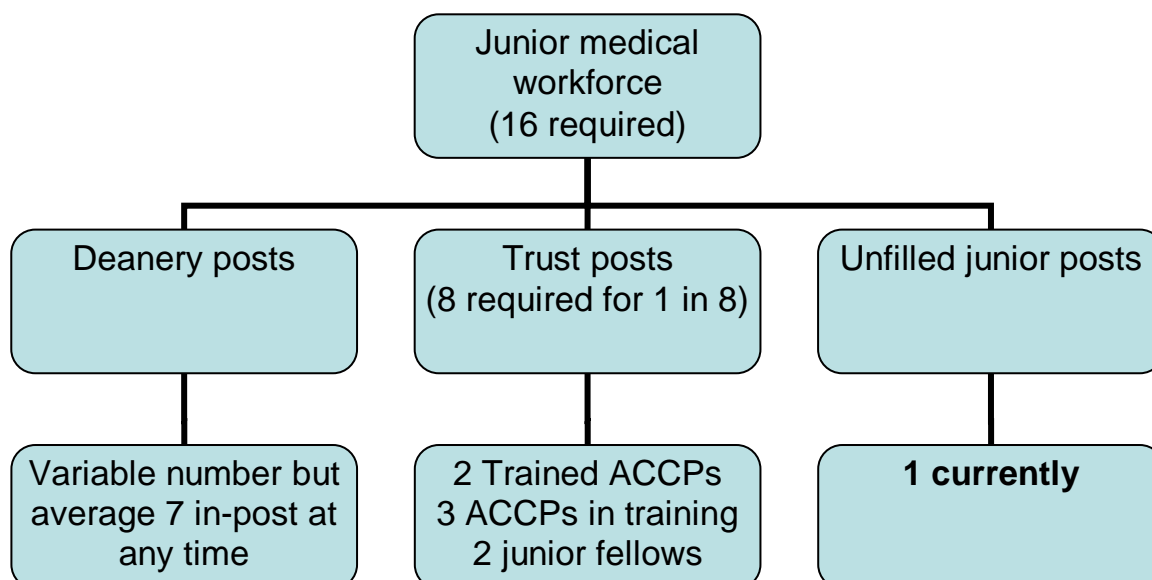 Junior medical
workforce
(16 required)
Deanery posts
Trust posts
(8 required for 1 in 8)
Unfilled junior posts
Variable number but
average 7 in-post at
any time
2 Trained ACCPs
3 ACCPs in training
2 junior fellows
1 currently